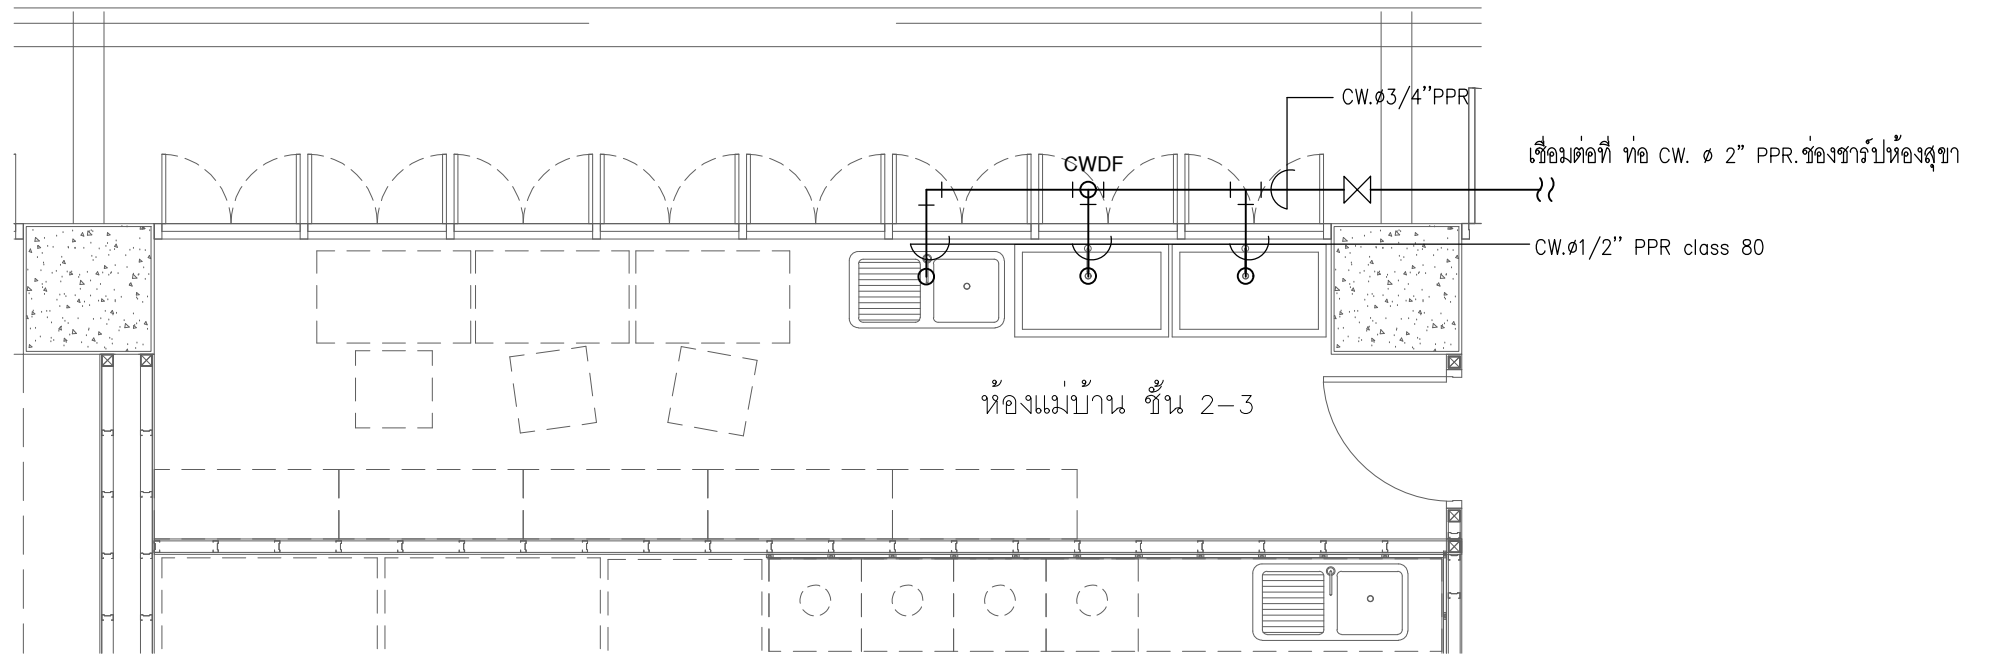 CW.ø3/4"PPR
เชื่อมต่อที่ ท่อ CW. ø 2" PPR.ช่องชาร์ปห้องสุขา
CWDF
CW.ø1/2" PPR class 80
ห้องแม่บ้าน ชั้น 2-3